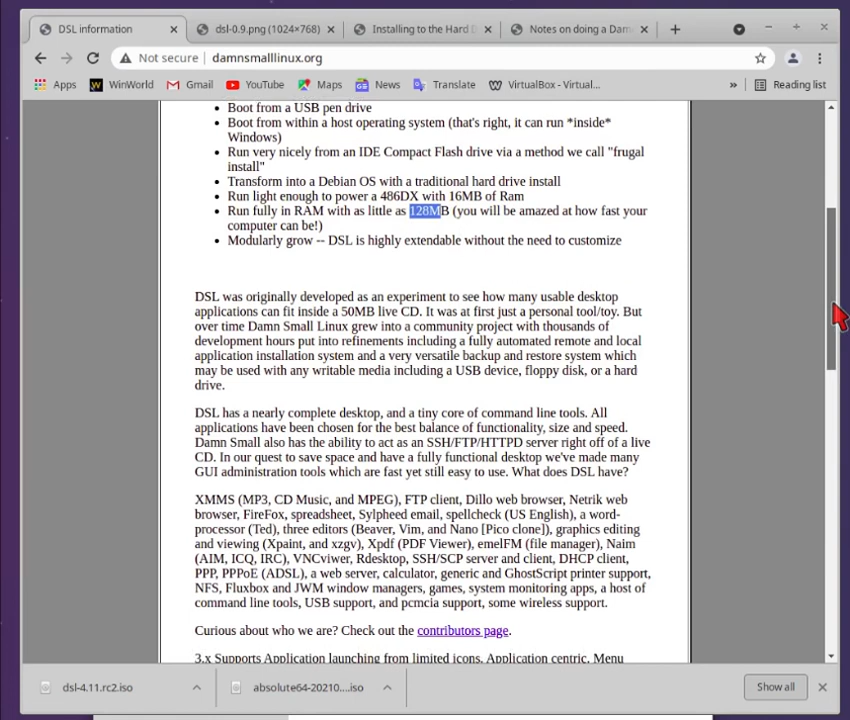 DSL information
dsl-0.9.png (1024×768)
Installing to the Hard D
Notes on doing a Dam
Not secure
damnsmalllinux.org
Apps
WinWorld
Gmail
YouTube
Maps
News
Translate
VirtualBox - Virtual...
»
Reading list
Boot from a USB pen drive
Boot from within a host operating system (that's right, it can run *inside*
Windows)
Run very nicely from an IDE Compact Flash drive via a method we call "frugal
install"
Transform into a Debian OS with a traditional hard drive install
Run light enough to power a 486DX with 16MB of Ram
Run fully in RAM with as little as 128MB (you will be amazed at how fast your
computer can be!)
Modularly grow -- DSL is highly extendable without the need to customize
DSL was originally developed as an experiment to see how many usable desktop
applications can fit inside a 50MB live CD. It was at first just a personal tool/toy. But
over time Damn Small Linux grew into a community project with thousands of
development hours put into refinements including a fully automated remote and local
application installation system and a very versatile backup and restore system which
may be used with any writable media including a USB device, floppy disk, or a hard
drive.
DSL has a nearly complete desktop, and a tiny core of command line tools. All
applications have been chosen for the best balance of functionality, size and speed.
Damn Small also has the ability to act as an SSH/FTP/HTTPD server right off of a live
CD. In our quest to save space and have a fully functional desktop we've made many
GUI administration tools which are fast yet still easy to use. What does DSL have?
XMMS (MP3, CD Music, and MPEG), FTP client, Dillo web browser, Netrik web
browser, FireFox, spreadsheet, Sylpheed email, spellcheck (US English), a word-
processor (Ted), three editors (Beaver, Vim, and Nano [Pico clone]), graphics editing
and viewing (Xpaint, and xzgv), Xpdf (PDF Viewer), emelFM (file manager), Naim
(AIM, ICQ, IRC), VNCviwer, Rdesktop, SSH/SCP server and client, DHCP client,
PPP, PPPoE (ADSL), a web server, calculator, generic and GhostScript printer support,
NFS, Fluxbox and JWM window managers, games, system monitoring apps, a host of
command line tools, USB support, and pcmcia support, some wireless support.
Curious about who we are? Check out the contributors page.
3.x Supports Application launching from limited icons, Application centric, Menu
dsl-4.11.rc2.iso
absolute64-20210....iso
Show all